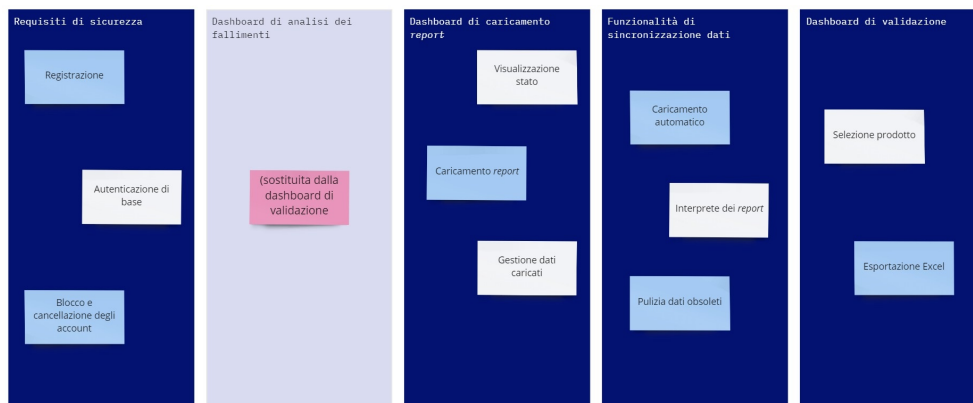 Requisiti di sicurezza
Registrazione
Autenticazione di
base
Blocco e
cancellazione degli
account
Dashboard di analisi dei
fallimenti
(sostituita dalla
dashboard di
validazione
Dashboard di caricamento
report
Visualizzazione
stato
Caricamento report
Gestione dati
caricati
Funzionalità di
sincronizzazione dati
Caricamento
automatico
Interprete dei report
Pulizia dati obsoleti
Dashboard di validazione
Selezione prodotto
Esportazione Excel